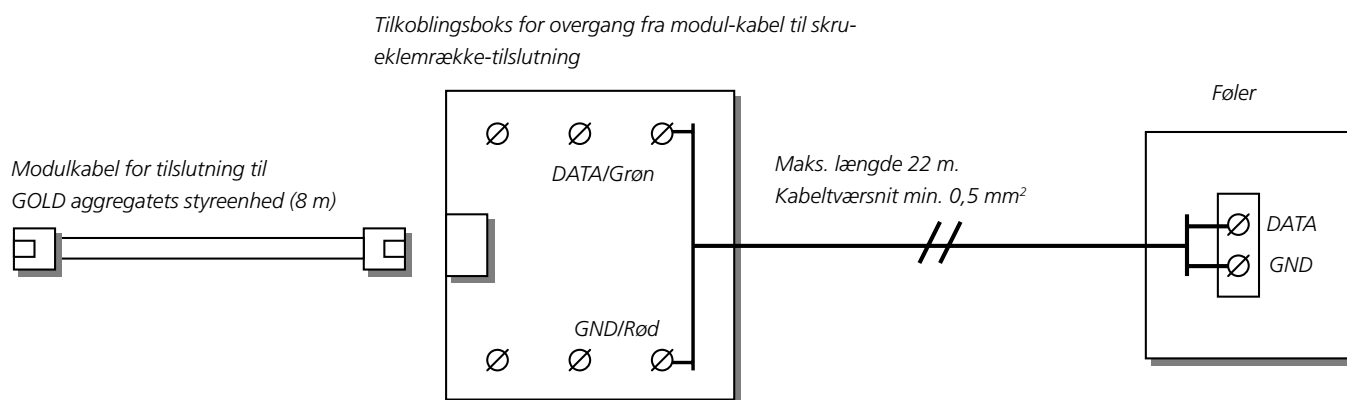 Tilkoblingsboks for overgang fra modul-kabel til skru-
eklemrække-tilslutning
Føler
Modulkabel for tilslutning til
GOLD aggregatets styreenhed (8 m)
DATA/Grøn
Maks. længde 22 m.
Kabeltværsnit min. 0,5 mm²
DATA
GND
GND/Rød